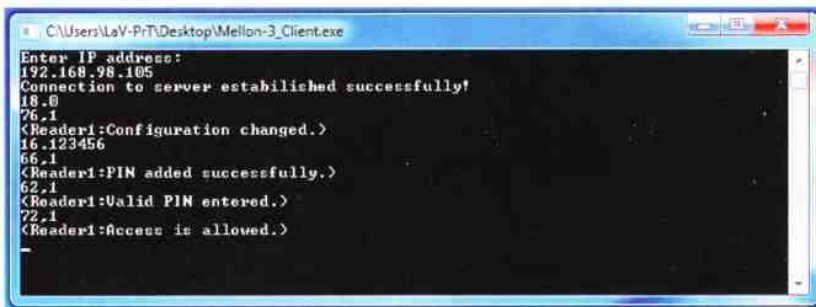 C:\Users\LaV-PrT\Desktop\Mellon-3_Client.exe
Enter IP address:
192.168.98.105
Connection to server estabilished successfully!
18.0
76,1
<Reader1:Configuration changed.>
16.123456
66,1
<Reader1:PIN added successfully.>
62,1
<Reader1:Valid PIN entered.>
72,1
<Reader1:Access is allowed.>